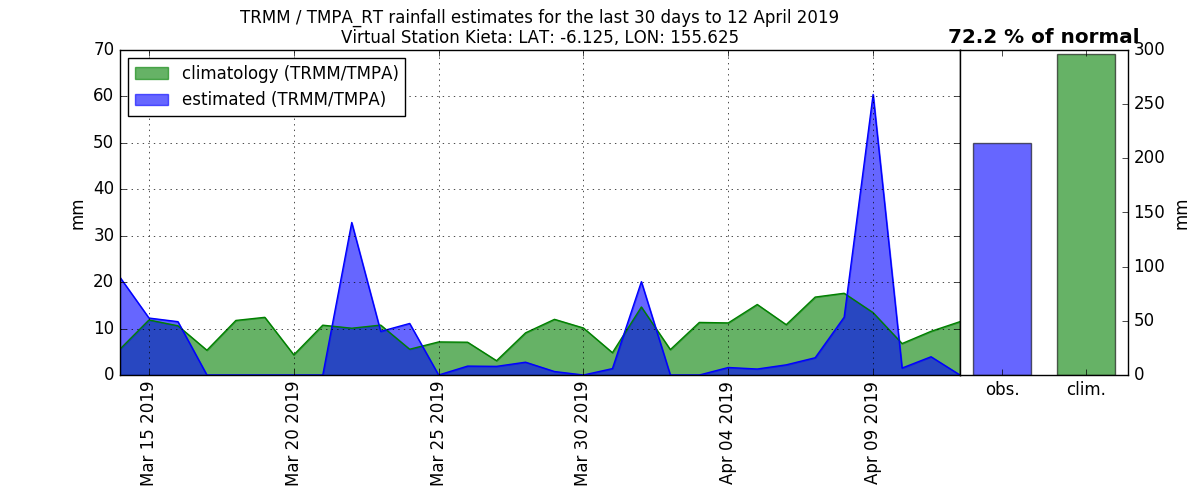 TRMM / TMPA_RT rainfall estimates for the last 30 days to 12 April 2019
Virtual Station Kieta: LAT: -6.125, LON: 155.625
72.2 % of normal
climatology (TRMM/TMPA)
estimated (TRMM/TMPA)
70
60
50
40
30
20
10
0
mm
Mar 15 2019
Mar 20 2019
Mar 25 2019
Mar 30 2019
Apr 04 2019
Apr 09 2019
obs.
clim.
300
250
200
150
100
50
0
mm